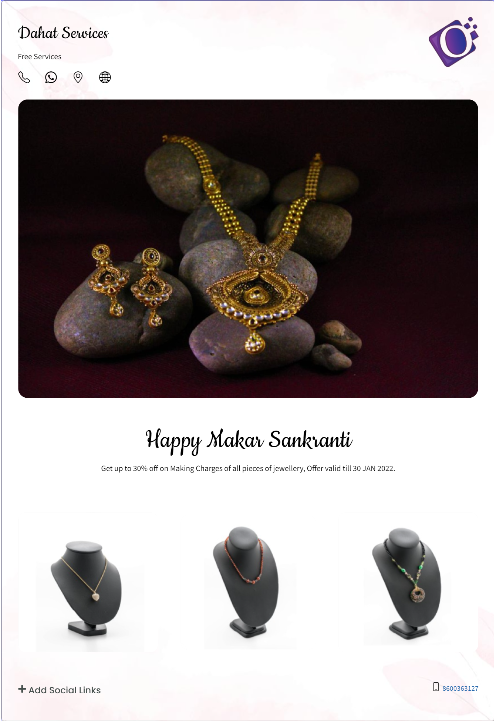 Dahat Services
Free Services
Happy Makar Sankranti
Get up to 30% off on Making Charges of all pieces of jewellery, Offer valid till 30 JAN 2022.
+ Add Social Links
8600363127